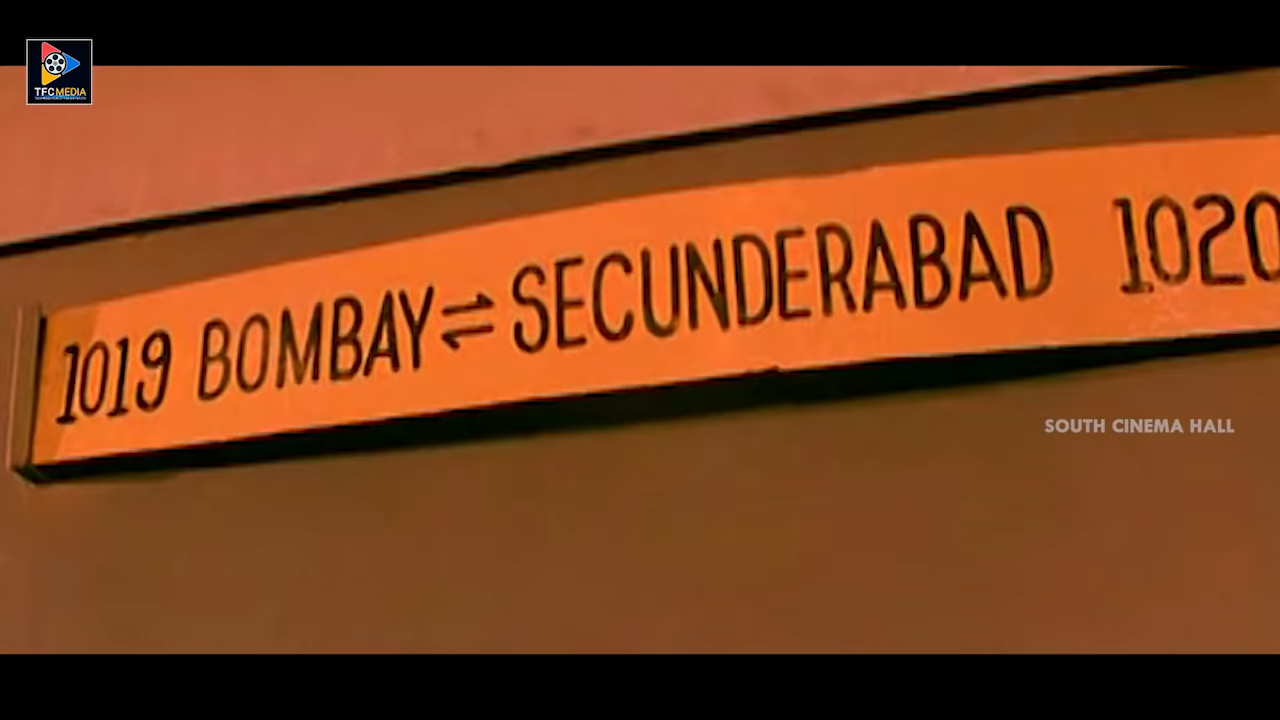 TFCMEDIA
1019 BOMBAY ⇌ SECUNDERABAD 1020
SOUTH CINEMA HALL